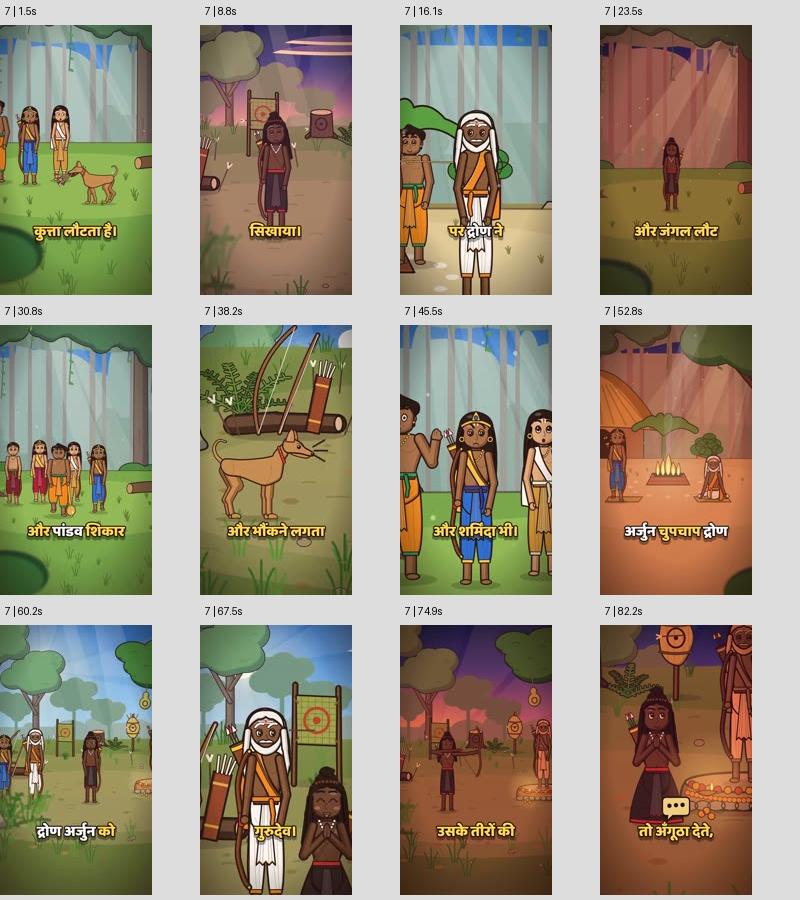 7 | 1.5s
7 | 8.8s
7 | 16.1s
7 | 23.5s
कुत्ता लौटता है।
सिखाया।
पर द्रोण ने
और जंगल लौट
7 | 30.8s
7 | 38.2s
7 | 45.5s
7 | 52.8s
और पांडव शिकार
और भौंकने लगता
और शर्मिंदा भी।
अर्जुन चुपचाप द्रोण
7 | 60.2s
7 | 67.5s
7 | 74.9s
7 | 82.2s
द्रोण अर्जुन को
गुरुदेव।
उसके तीरों की
तो अँगूठा देते,